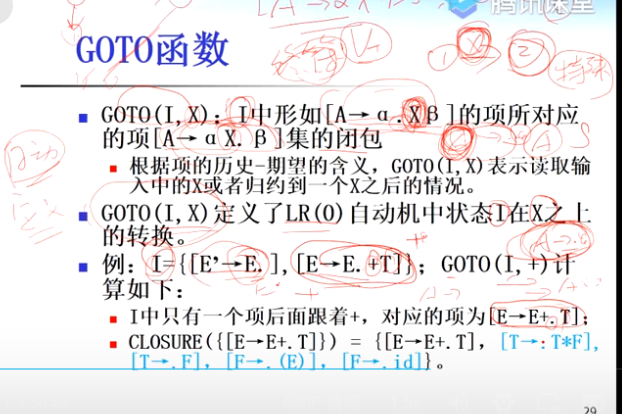 腾讯课堂
GOTO函数
GOTO(I,X)：I中形如[A→α.Xβ]的项所对应
的项[A→αX.β]集的闭包
根据项的历史-期望的含义，GOTO(I,X)表示读取输
入中的X或者归约到一个X之后的情况。
GOTO(I,X)定义了LR(0)自动机中状态I在X之上
的转换。
例：I={[E’→E.],[E→E.+T]}；GOTO(I,+)计
算如下：
I中只有一个项后面跟着+，对应的项为[E→E+.T]；
CLOSURE({[E→E+.T]}) = {[E→E+.T]，[T→.T*F]，
[T→.F]，[F→.(E)]，[F→.id]}。
29